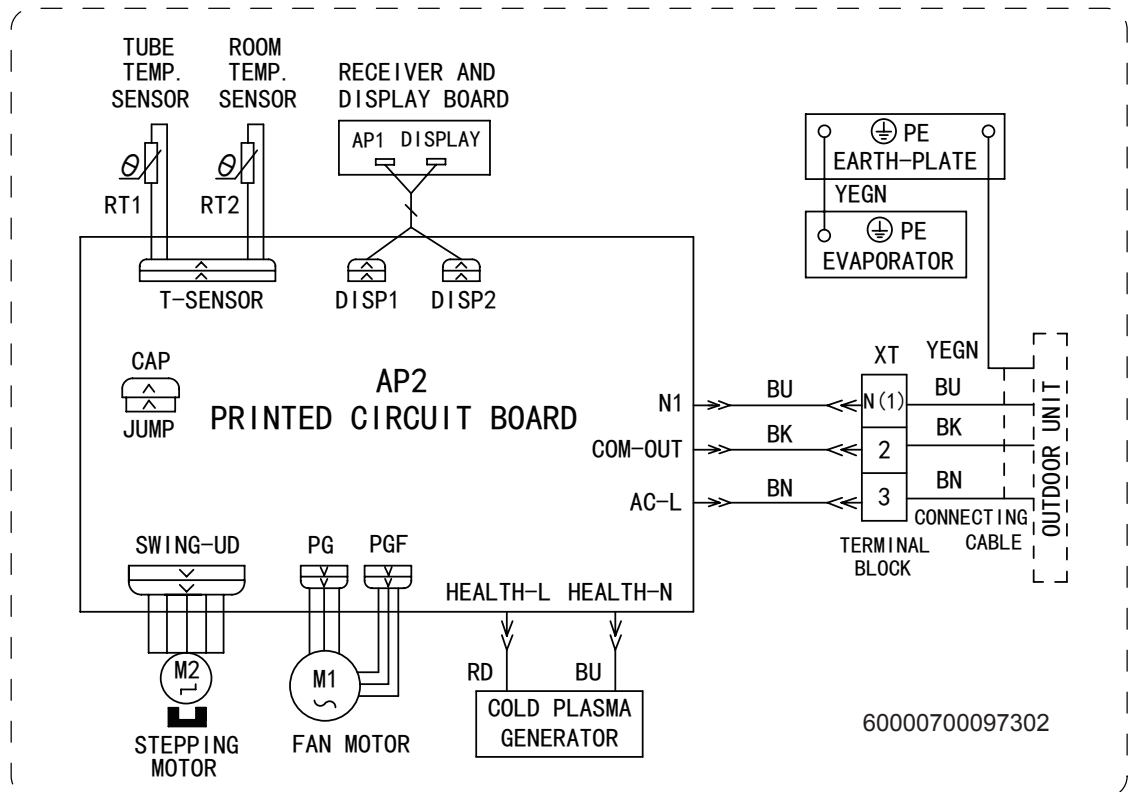 TUBE
TEMP.
SENSOR
ROOM
TEMP.
SENSOR
RECEIVER AND
DISPLAY BOARD
AP1 DISPLAY
θ
RT1
θ
RT2
PE
EARTH-PLATE
YEGN
PE
EVAPORATOR
T-SENSOR
DISP1
DISP2
CAP
JUMP
AP2
PRINTED CIRCUIT BOARD
N1
COM-OUT
AC-L
BU
BK
BN
XT
N(1)
2
3
TERMINAL
BLOCK
YEGN
BU
BK
BN
CONNECTING
CABLE
OUTDOOR UNIT
SWING-UD
PG
PGF
HEALTH-L
HEALTH-N
M2
STEPPING
MOTOR
M1
FAN MOTOR
RD
BU
COLD PLASMA
GENERATOR
60000700097302